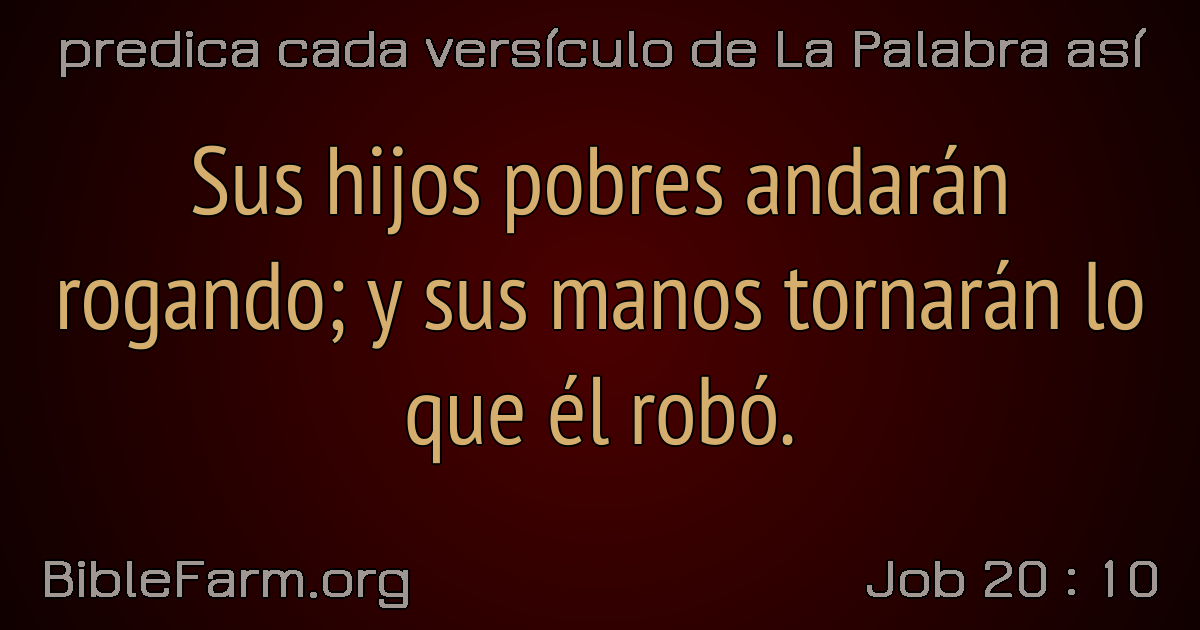 predica cada versículo de La Palabra así
Sus hijos pobres andarán
rogando; y sus manos tornarán lo
que él robó.
BibleFarm.org
Job 20 : 10